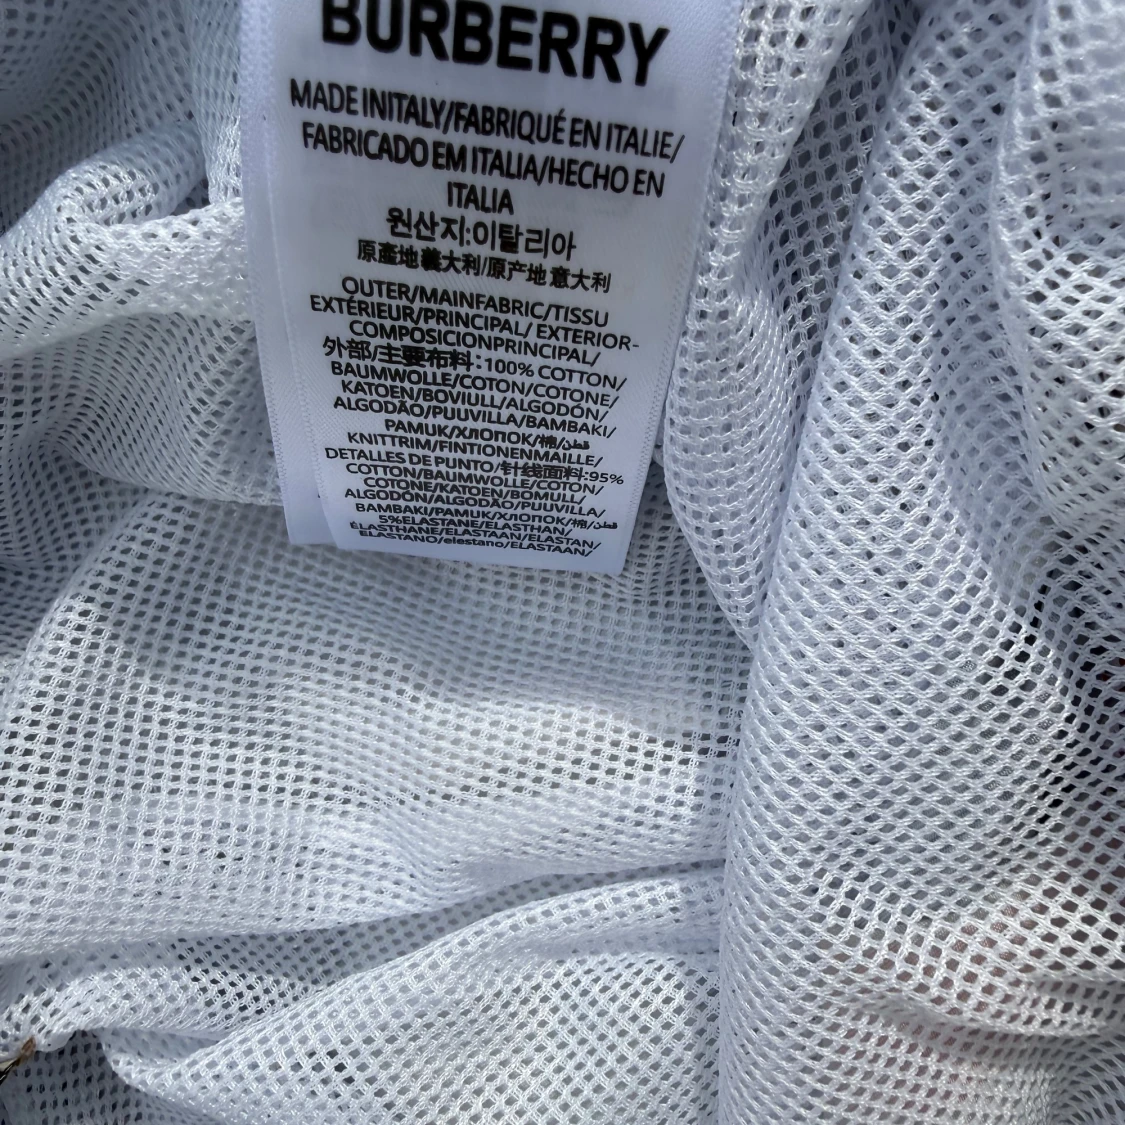 BURBERRY
MADE INITALY/FABRIQUÉ EN ITALIE/
FABRICADO EM ITALIA/HECHO EN
ITALIA
원산지:이탈리아
原產地義大利/原产地意大利
OUTER/MAINFABRIC/TISSU
EXTÉRIEUR/PRINCIPAL/ EXTERIOR-
COMPOSICIONPRINCIPAL/
外部/主要布料:100% COTTON/
BAUMWOLLE/COTON/COTONE/
KATOEN/BOVIULL/ALGODÓN/
ALGODÃO/PUUVILLA/BAMBAKI/
PAMUK/ХЛОПОК/棉/قطن/
KNITTRIM/FINTIONENMAILLE/
DETALLES DE PUNTO/针线面料:95%
COTTON/BAUMWOLLE/COTON/
COTONE/KATOEN/BOMULL/
ALGODÓN/ALGODÃO/PUUVILLA/
BAMBAKI/PAMUK/ХЛОПОК/棉/قطن/
5%ELASTANE/ELASTHAN/
ÉLASTHANE/ELASTAAN/ELASTAN/
ELASTANO/elestano/ELASTAAN/